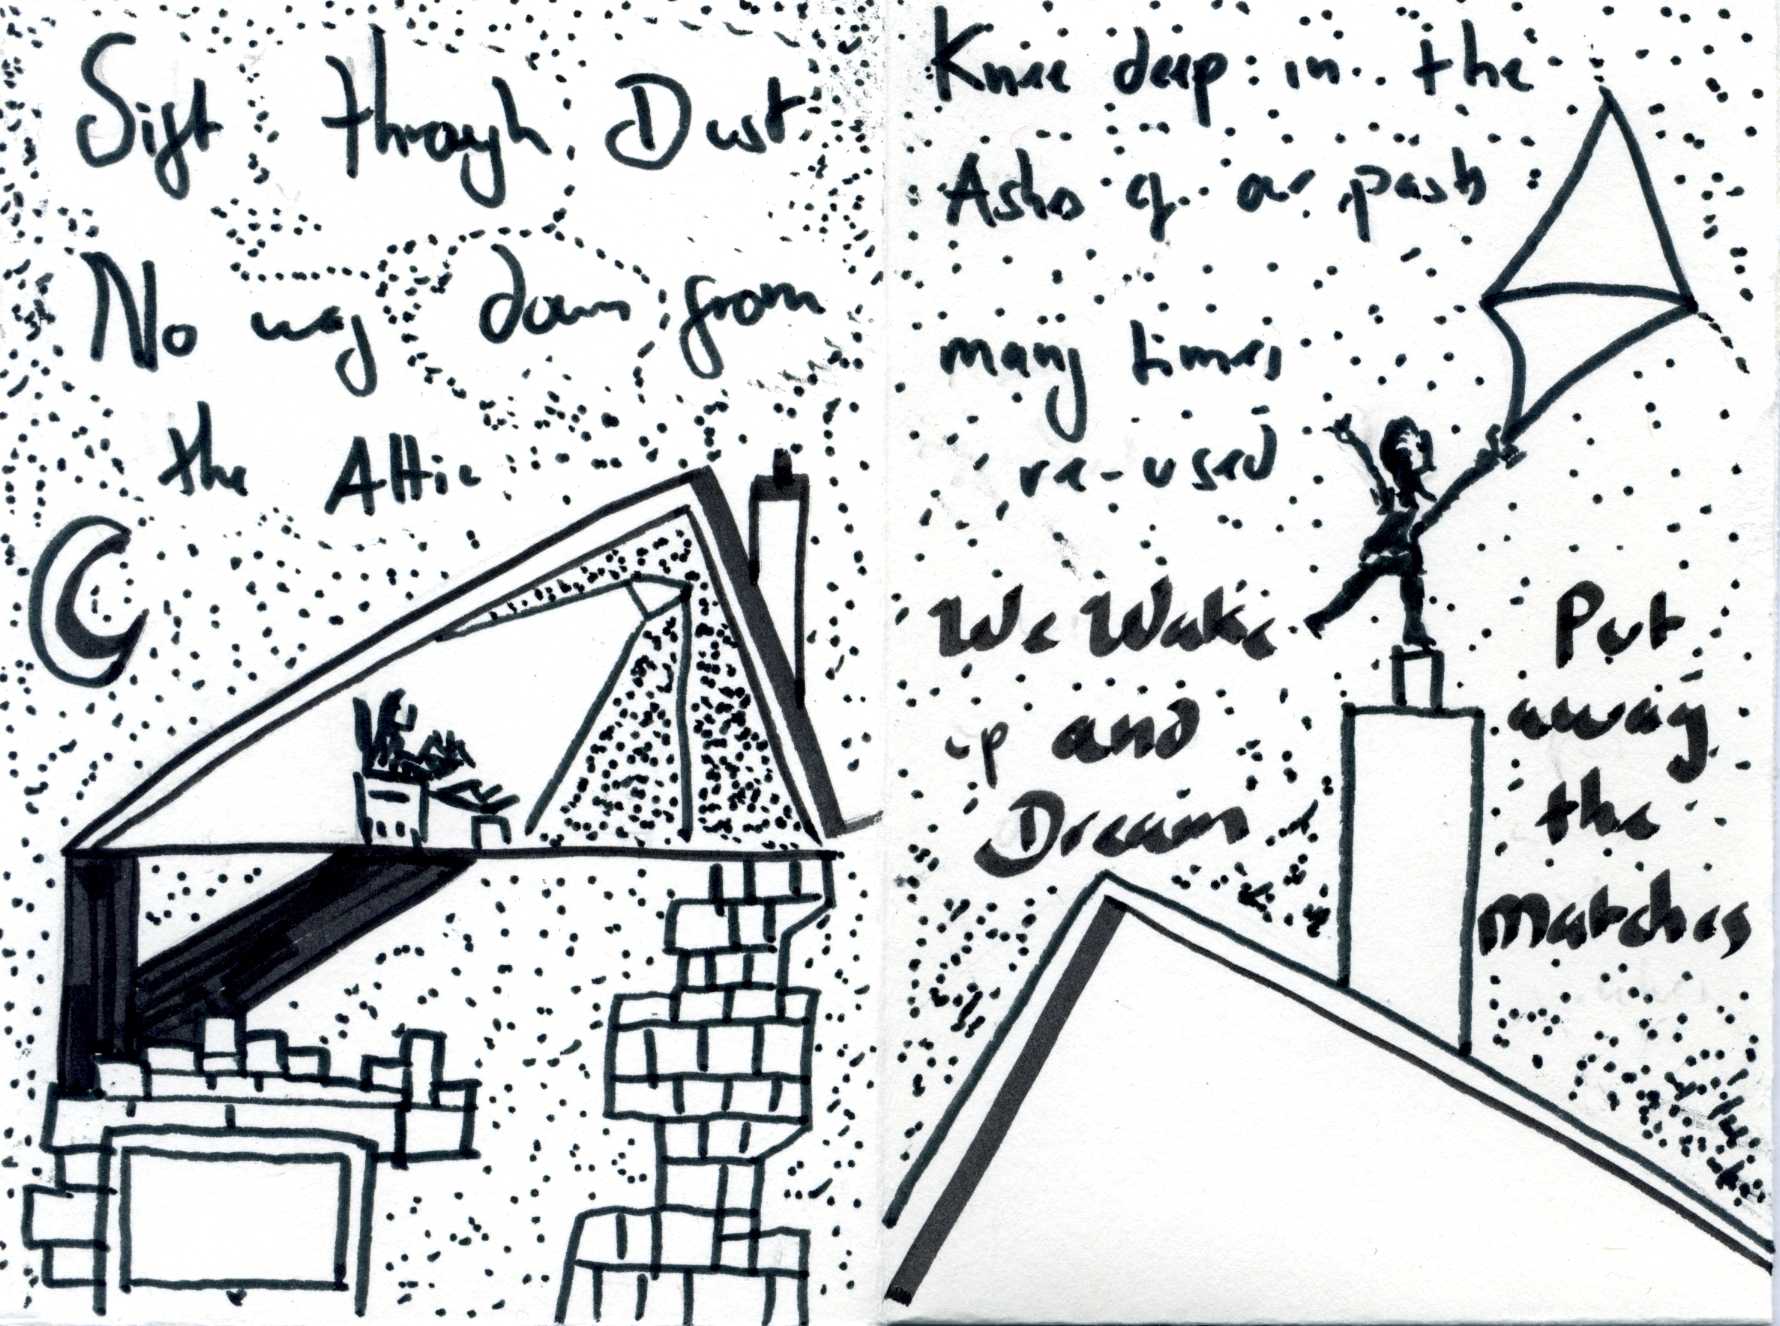 Sift through Dust
No way down from
the Attic
Knee deep in the
Ashes of our pasts
many times
re-used
We Wake
up and
Dream
Put
away
the
matches